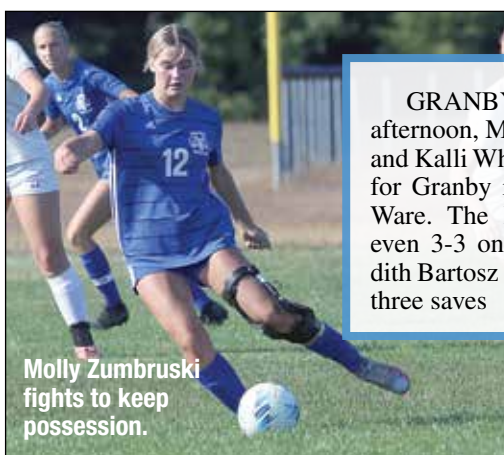 12
GRANBY
afternoon, M
and Kalli Wh
for Granby
Ware. The
even 3-3 on
dith Bartosz
three saves
Molly Zumbruski
fights to keep
possession.